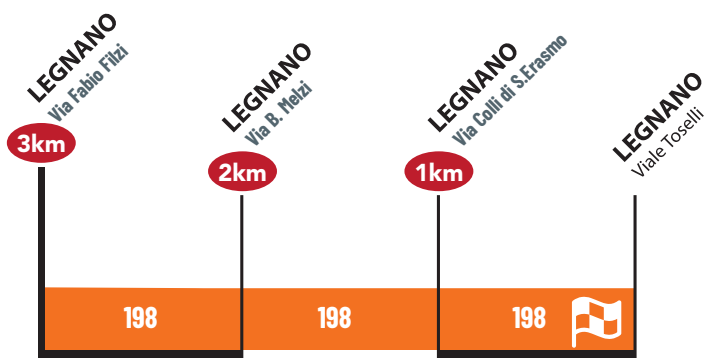 LEGNANO
Via Fabio Filzi
3km
LEGNANO
Via B. Melzi
2km
LEGNANO
Via Colli di S.Erasmo
1km
LEGNANO
Viale Toselli
198
198
198